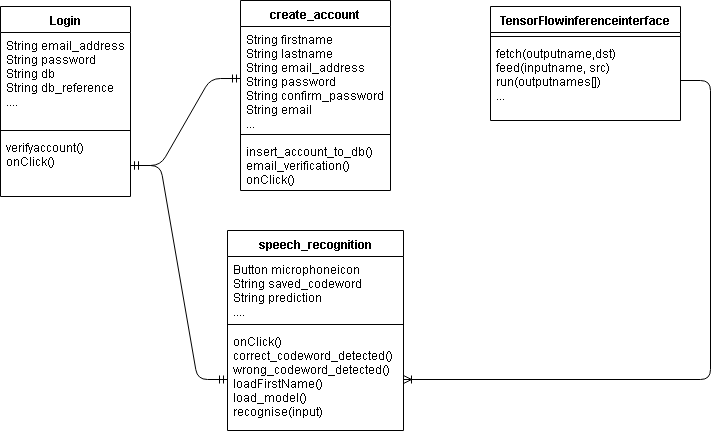 Login
String email_address
String password
String db
String db_reference
....
verifyaccount()
onClick()
create_account
String firstname
String lastname
String email_address
String password
String confirm_password
String email
...
insert_account_to_db()
email_verification()
onClick()
TensorFlowinferenceinterface
fetch(outputname,dst)
feed(inputname, src)
run(outputnames[])
...
speech_recognition
Button microphoneicon
String saved_codeword
String prediction
....
onClick()
correct_codeword_detected()
wrong_codeword_detected()
loadFirstName()
load_model()
recognise(input)